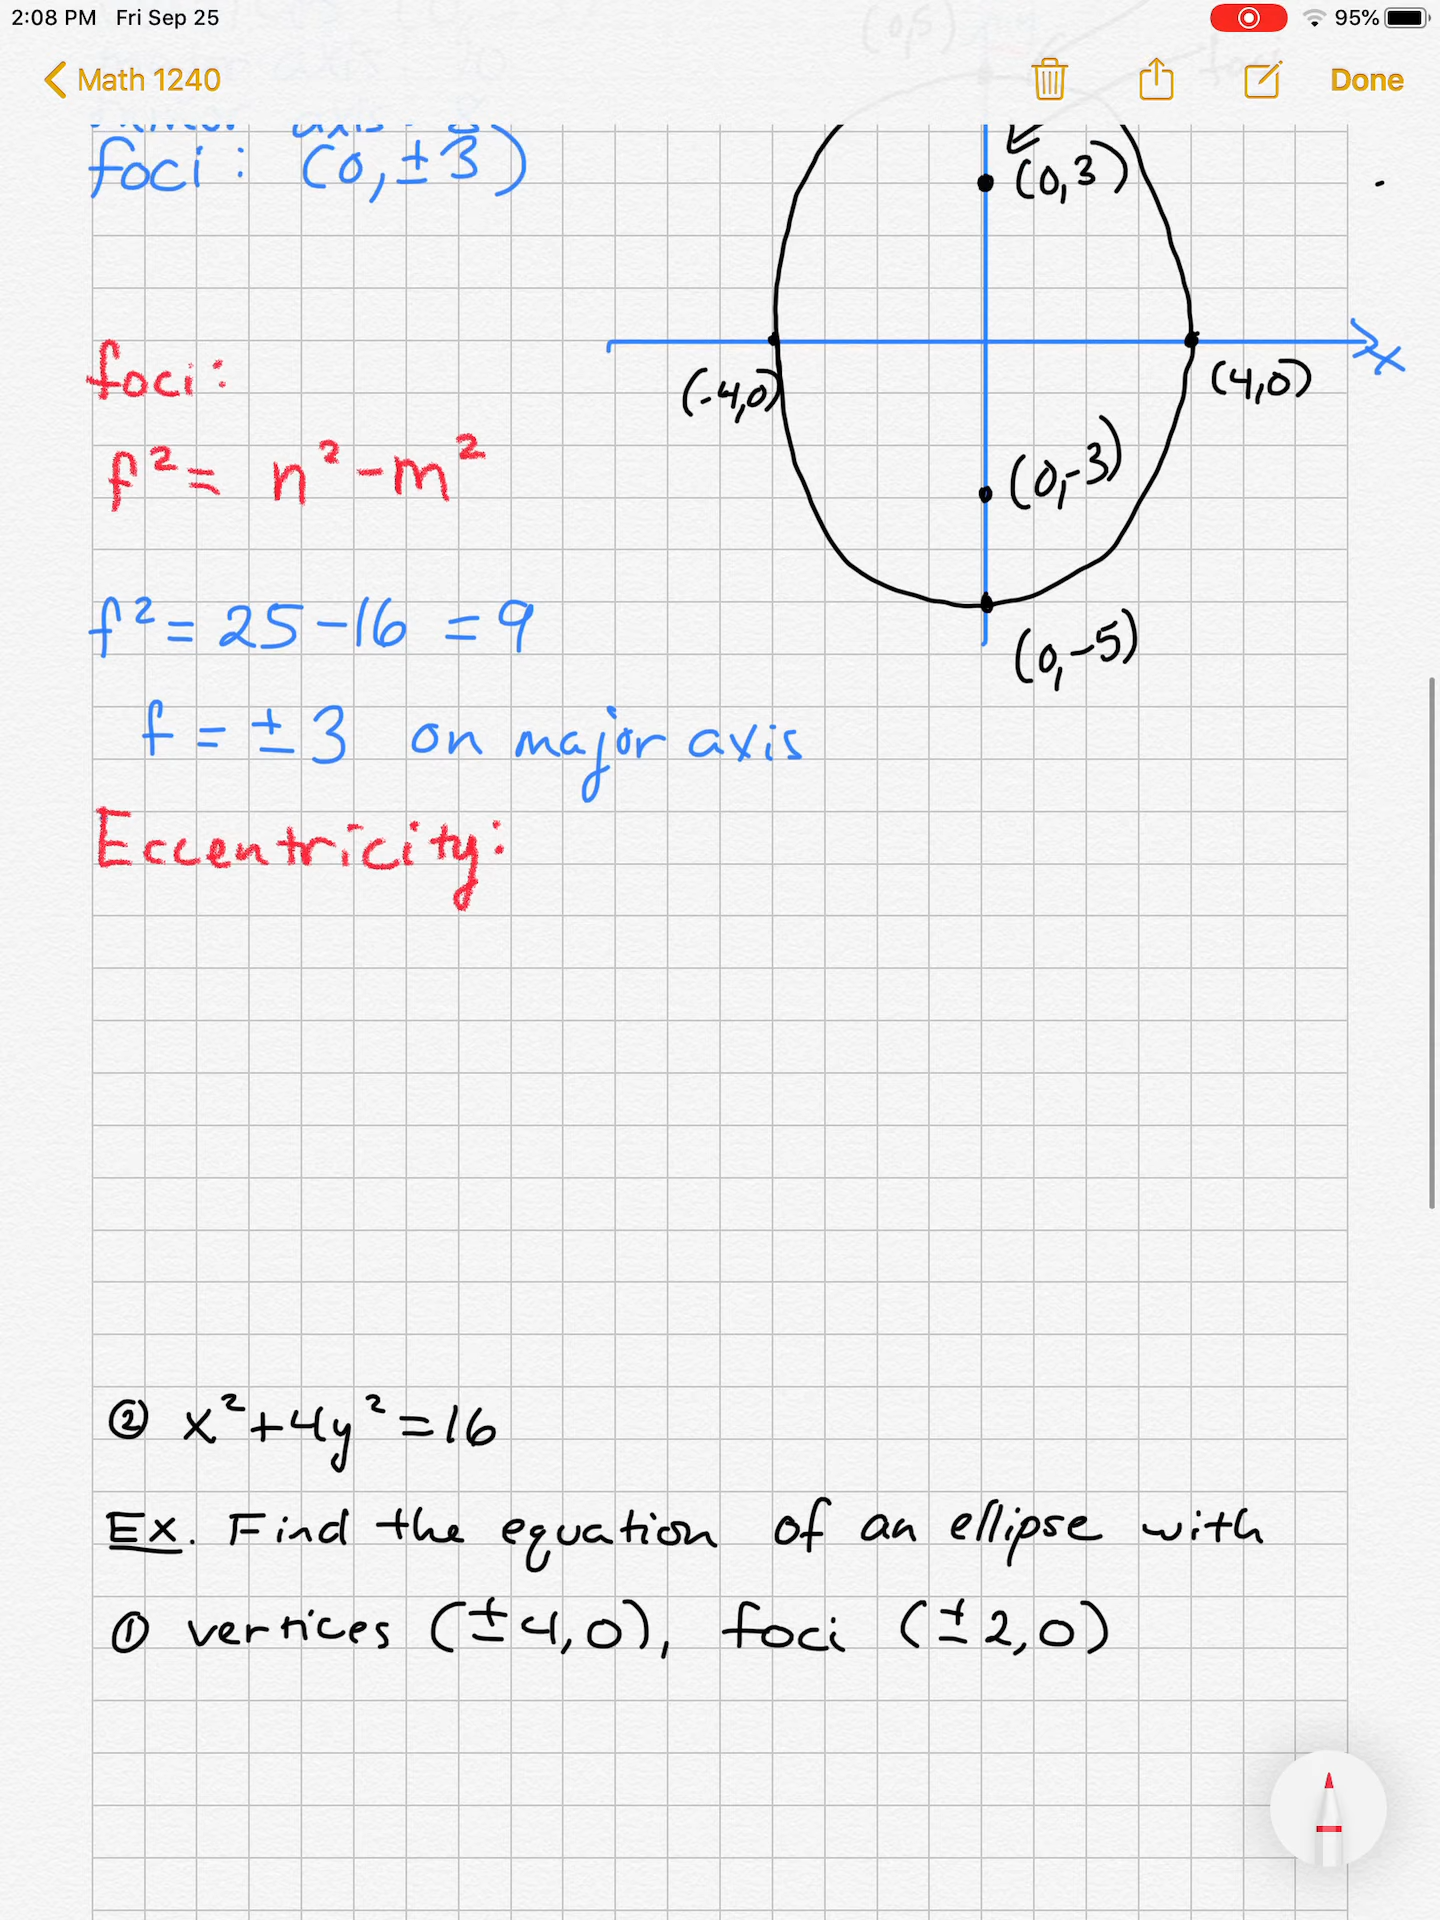 2:08 PM Fri Sep 25 95%
Math 1240 Done
(0,5)
foci: (0, ±3)
(0,3)
x
foci:
(-4,0)
(4,0)
f² = n² - m²
(0,-3)
f² = 25 - 16 = 9
(0,-5)
f = ± 3 on major axis
Eccentricity:
② x² + 4y² = 16
Ex. Find the equation of an ellipse with
① vertices (±4,0), foci (±2,0)